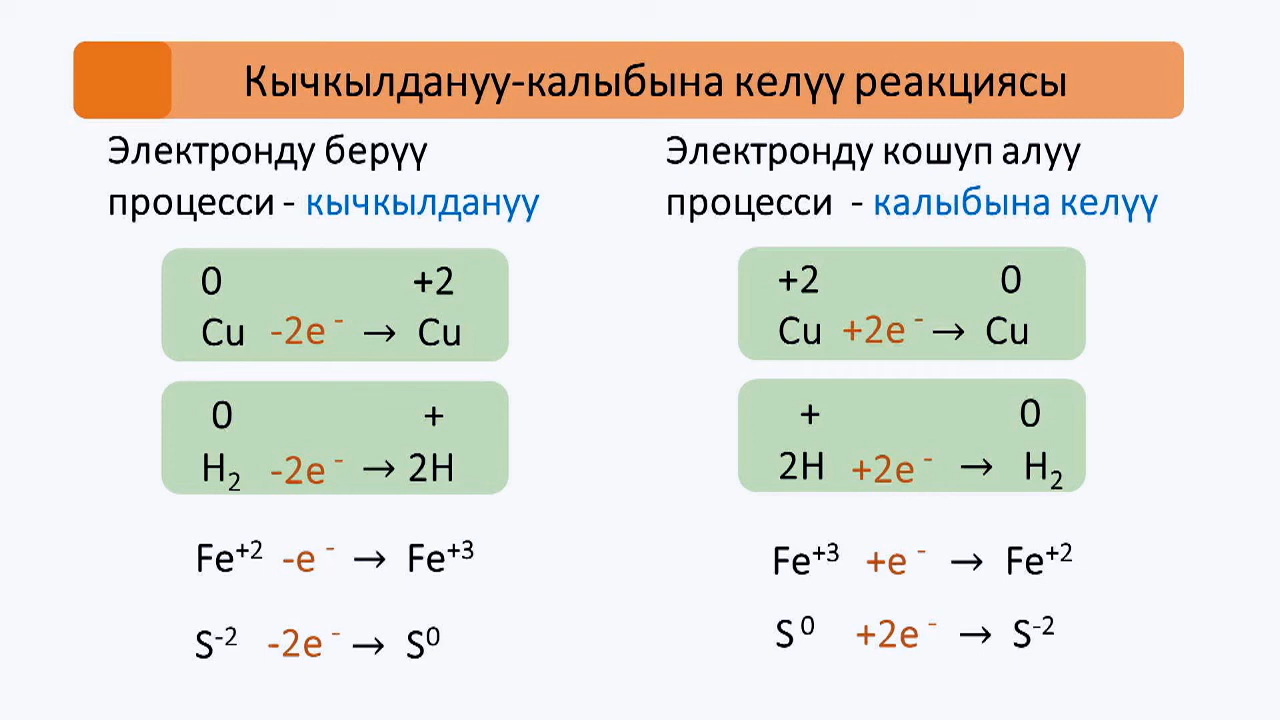 Кычкылдануу-калыбына келүү реакциясы
Электронду берүү
процесси - кычкылдануу
0 +2
Cu -2e⁻ → Cu
0 +
H₂ -2e⁻ → 2H
Fe⁺² -e⁻ → Fe⁺³
S⁻² -2e⁻ → S⁰
Электронду кошуп алуу
процесси - калыбына келүү
+2 0
Cu +2e⁻ → Cu
+ 0
2H +2e⁻ → H₂
Fe⁺³ +e⁻ → Fe⁺²
S⁰ +2e⁻ → S⁻²